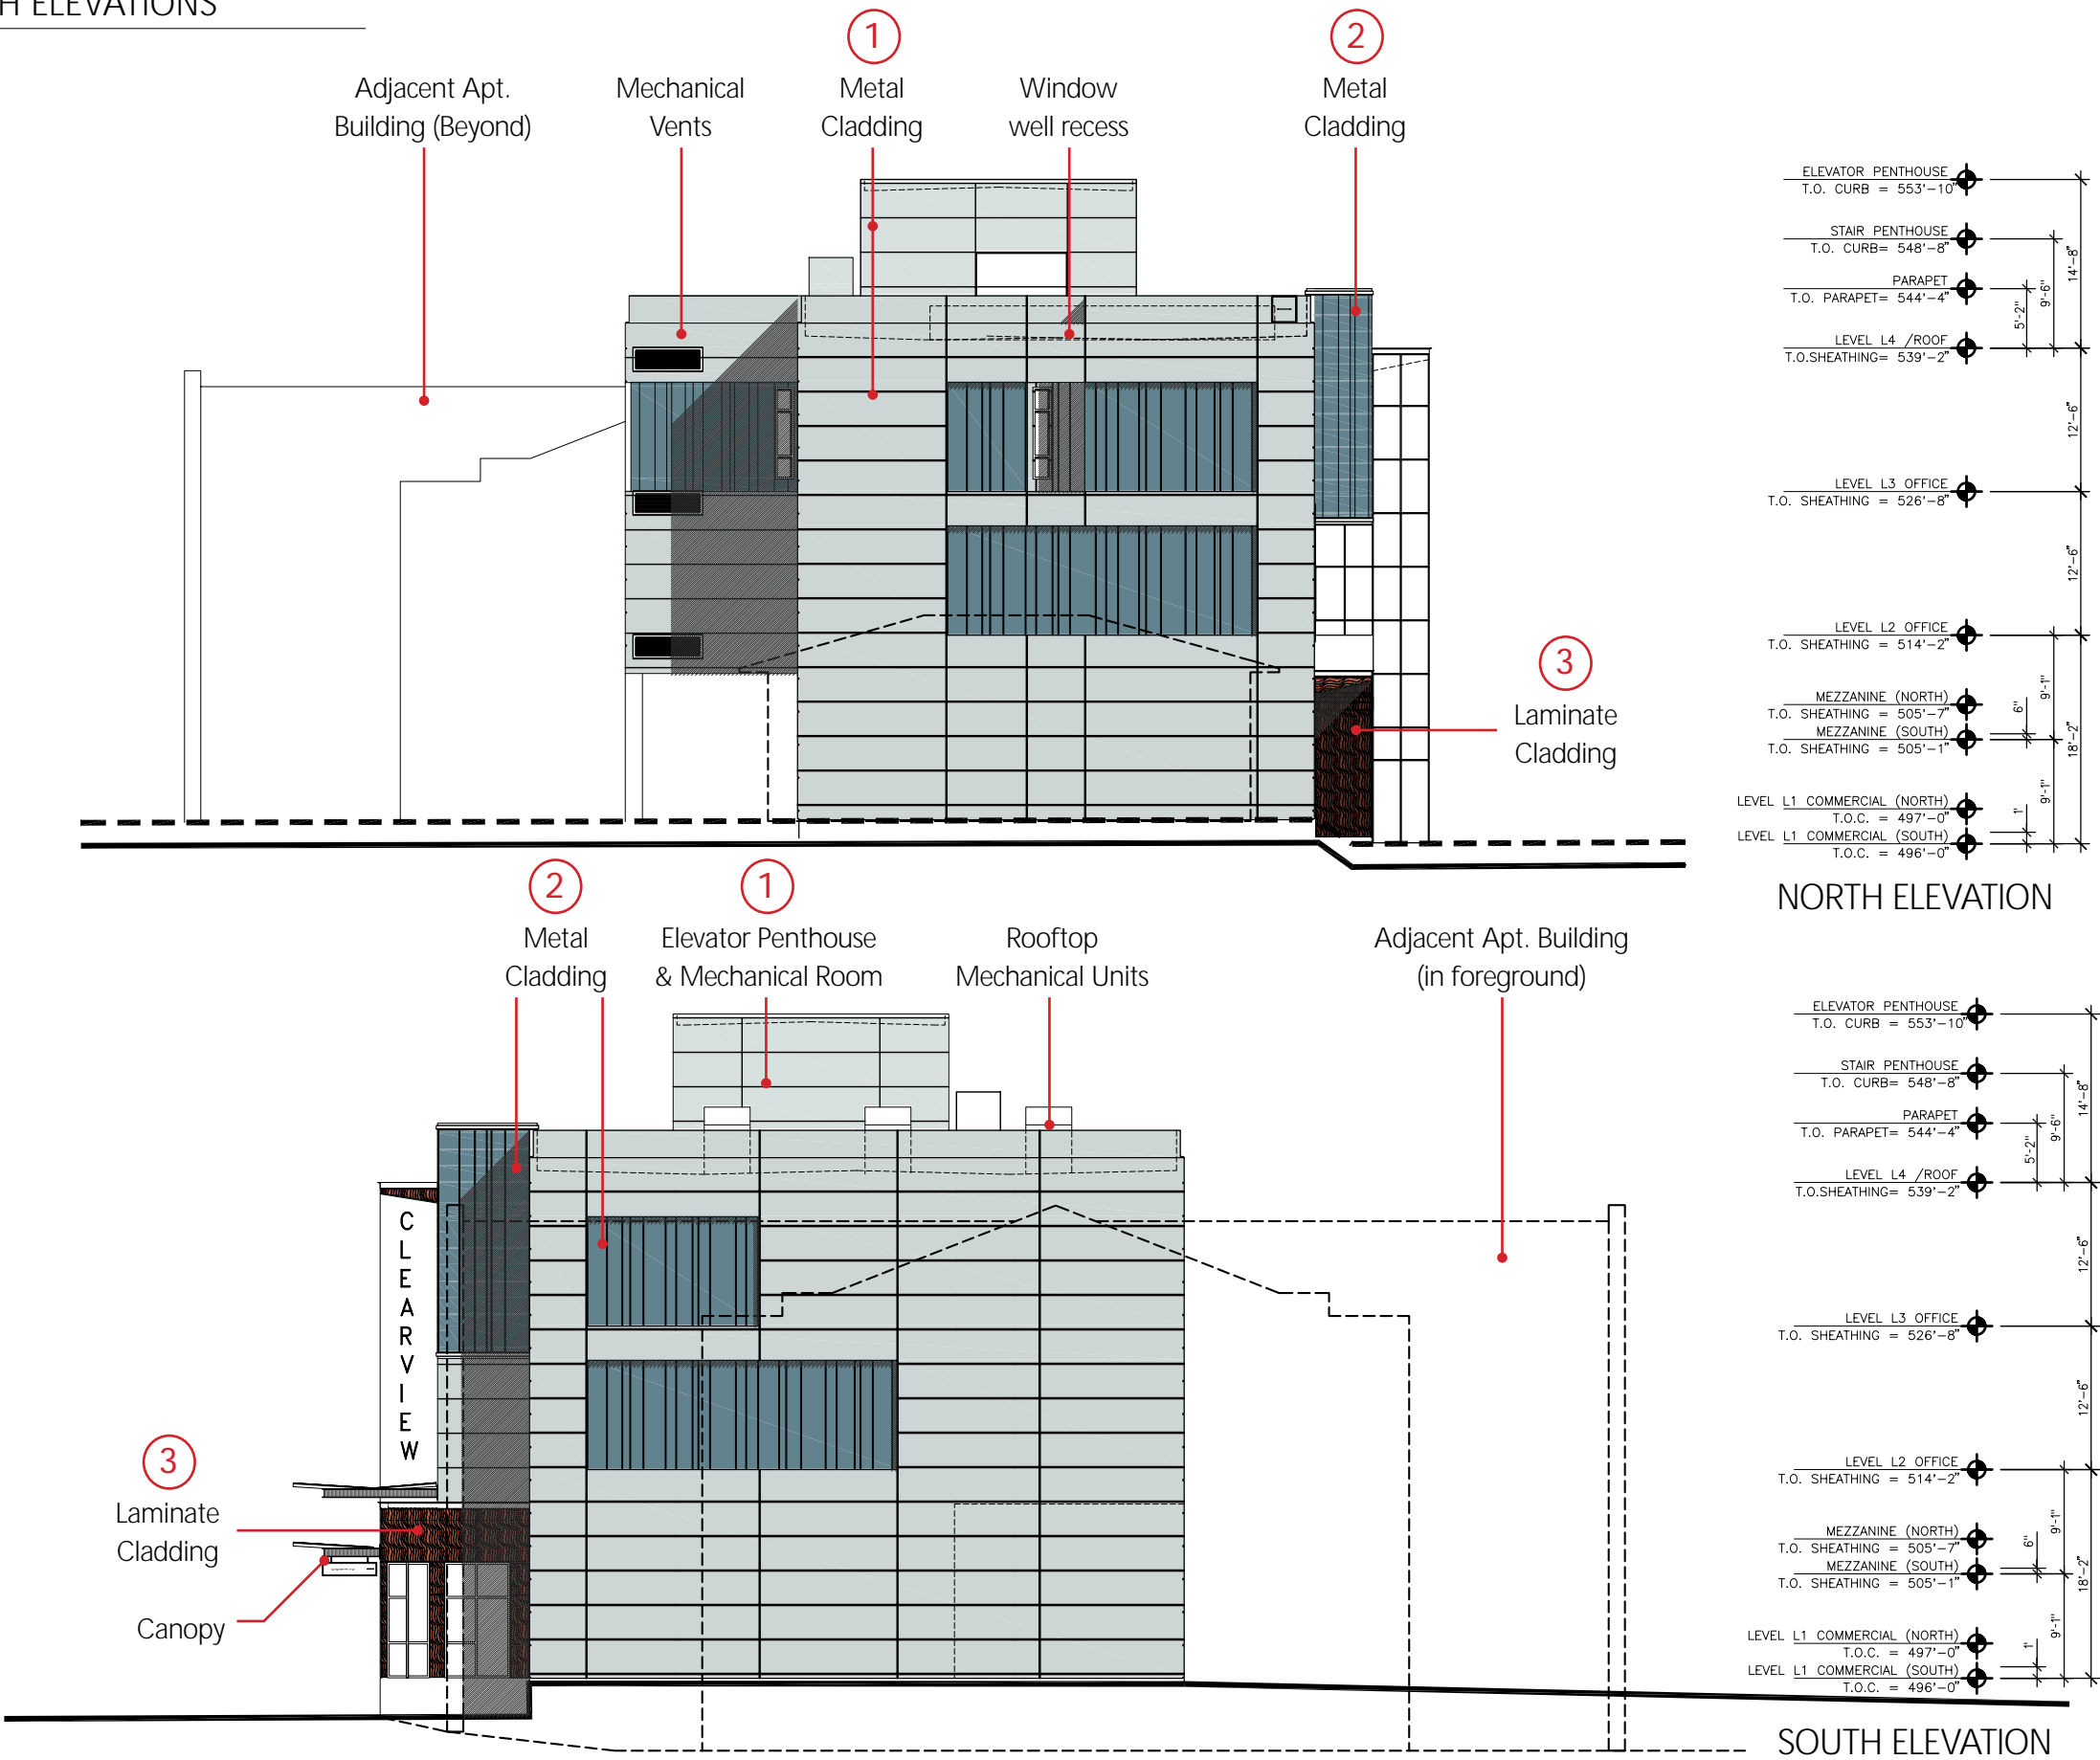 H ELEVATIONS
1
2
Adjacent Apt.
Building (Beyond)
Mechanical
Vents
Metal
Cladding
Window
well recess
Metal
Cladding
3
Laminate
Cladding
ELEVATOR PENTHOUSE
T.O. CURB = 553'-10"
STAIR PENTHOUSE
T.O. CURB= 548'-8"
PARAPET
T.O. PARAPET= 544'-4"
LEVEL L4 /ROOF
T.O.SHEATHING= 539'-2"
LEVEL L3 OFFICE
T.O. SHEATHING = 526'-8"
LEVEL L2 OFFICE
T.O. SHEATHING = 514'-2"
MEZZANINE (NORTH)
T.O. SHEATHING = 505'-7"
MEZZANINE (SOUTH)
T.O. SHEATHING = 505'-1"
LEVEL L1 COMMERCIAL (NORTH)
T.O.C. = 497'-0"
LEVEL L1 COMMERCIAL (SOUTH)
T.O.C. = 496'-0"
5'-2"
9'-6"
14'-8"
12'-6"
12'-6"
6"
9'-1"
18'-2"
1'
9'-1"
NORTH ELEVATION
2
1
Metal
Cladding
Elevator Penthouse
& Mechanical Room
Rooftop
Mechanical Units
Adjacent Apt. Building
(in foreground)
CLEARVIEW
3
Laminate
Cladding
Canopy
ELEVATOR PENTHOUSE
T.O. CURB = 553'-10"
STAIR PENTHOUSE
T.O. CURB= 548'-8"
PARAPET
T.O. PARAPET= 544'-4"
LEVEL L4 /ROOF
T.O.SHEATHING= 539'-2"
LEVEL L3 OFFICE
T.O. SHEATHING = 526'-8"
LEVEL L2 OFFICE
T.O. SHEATHING = 514'-2"
MEZZANINE (NORTH)
T.O. SHEATHING = 505'-7"
MEZZANINE (SOUTH)
T.O. SHEATHING = 505'-1"
LEVEL L1 COMMERCIAL (NORTH)
T.O.C. = 497'-0"
LEVEL L1 COMMERCIAL (SOUTH)
T.O.C. = 496'-0"
5'-2"
9'-6"
14'-8"
12'-6"
12'-6"
6"
9'-1"
18'-2"
1'
9'-1"
SOUTH ELEVATION